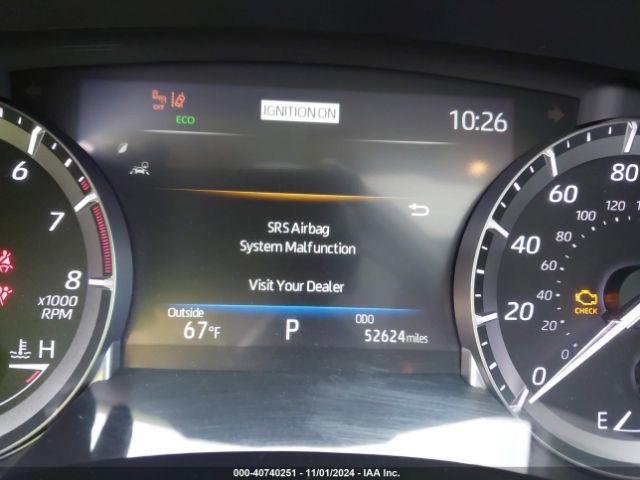 OFF
ECO
IGNITION ON
10:26
SRS Airbag
System Malfunction
Visit Your Dealer
Outside
67°F
P
ODO
52624 miles
6
7
8
x1000
RPM
H
80
60
40
20
0
120
100
80
60
40
20
0
CHECK
E
000-40740251 - 11/01/2024 - IAA Inc.